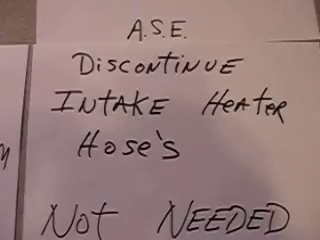 A.S.E.
Discontinue
Intake Heater
Hose's
Not Needed